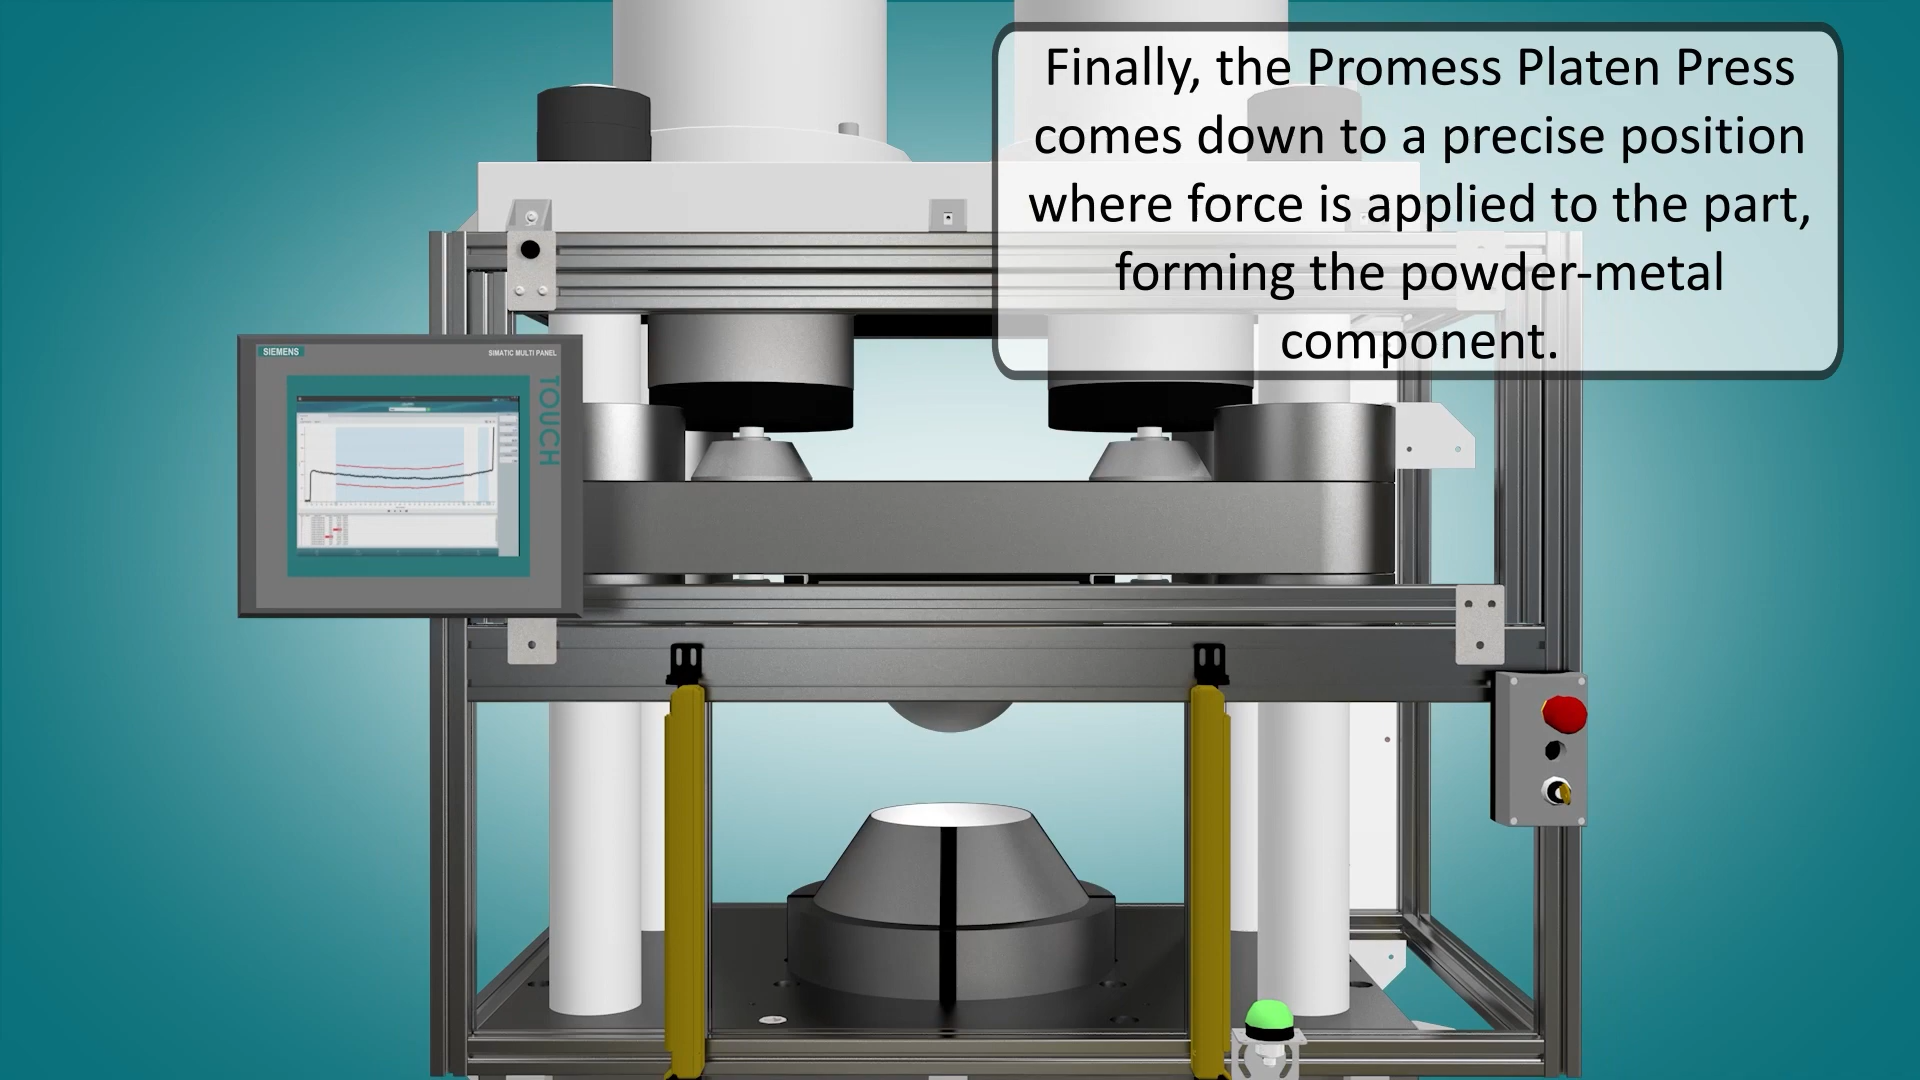 Finally, the Promess Platen Press
comes down to a precise position
where force is applied to the part,
forming the powder-metal
component.
SIEMENS
SIMATIC MULTI PANEL
TOUCH